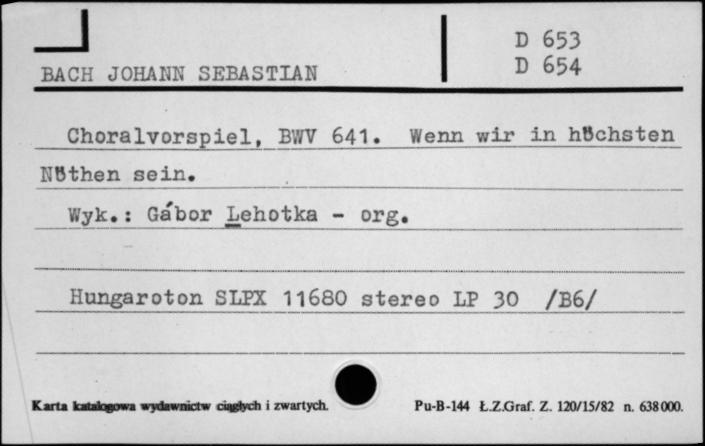 D 653
BACH JOHANN SEBASTIAN D 654
Choralvorspiel, BWV 641. Wenn wir in höchsten
Nöthen sein.
Wyk.: Gábor Lehotka - org.
Hungaroton SLPX 11680 stereo LP 30 /B6/
Karta katalogowa wydawnictw ciągłych i zwartych. Pu-B-144 Ł.Z.Graf. Z. 120/15/82 n. 638000.